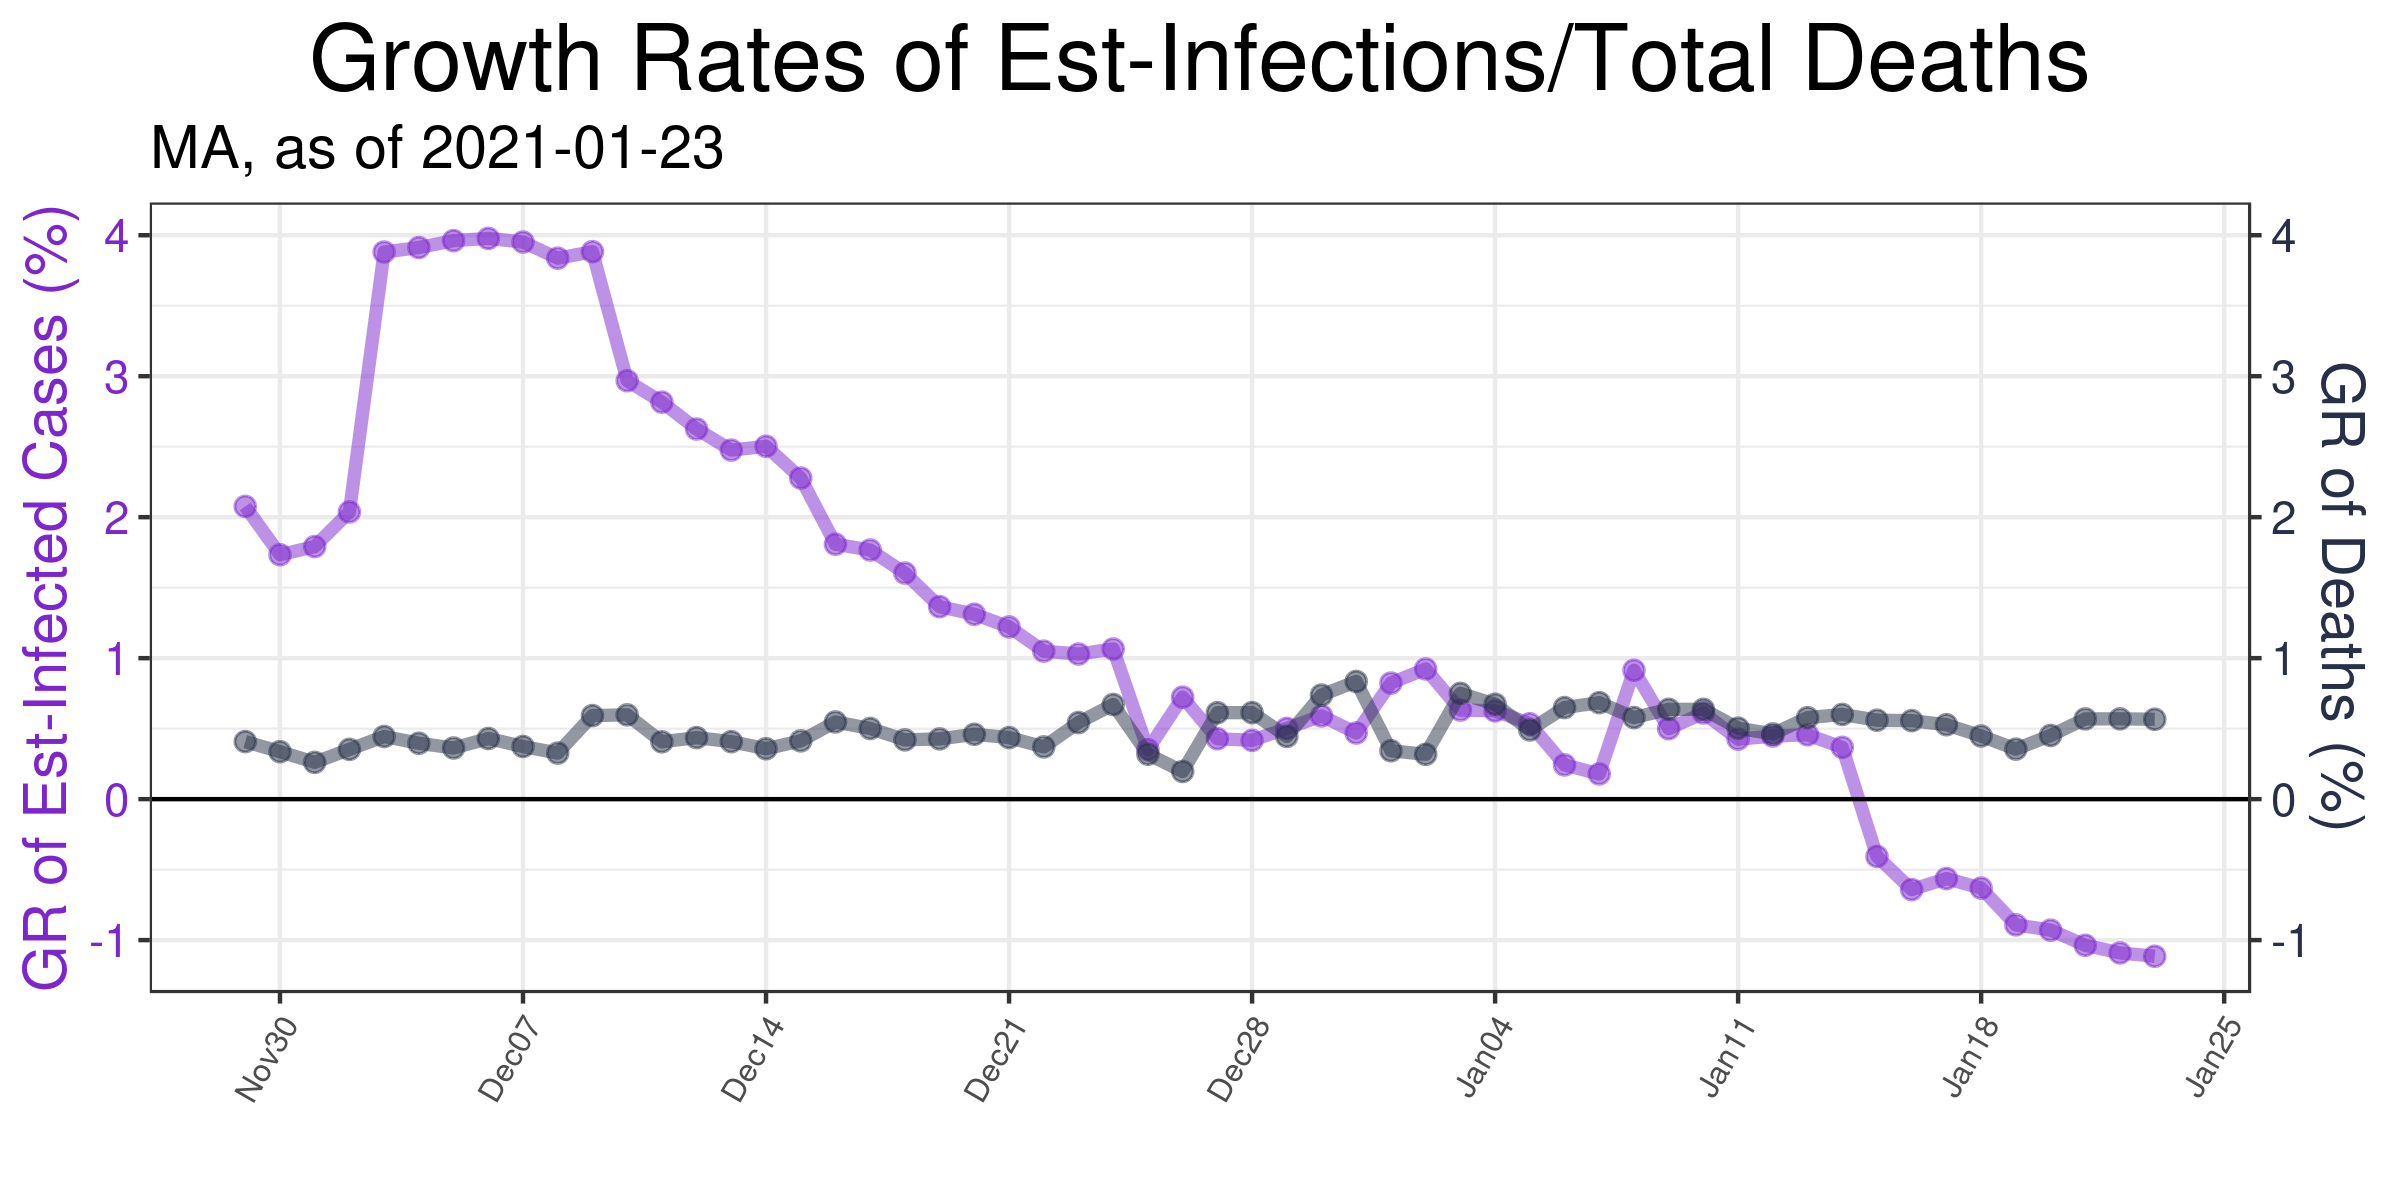 Growth Rates of Est-Infections/Total Deaths
MA, as of 2021-01-23
GR of Est-Infected Cases (%)
4
3
2
1
0
-1
4
3
2
1
0
-1
GR of Deaths (%)
Nov30
Dec07
Dec14
Dec21
Dec28
Jan04
Jan11
Jan18
Jan25